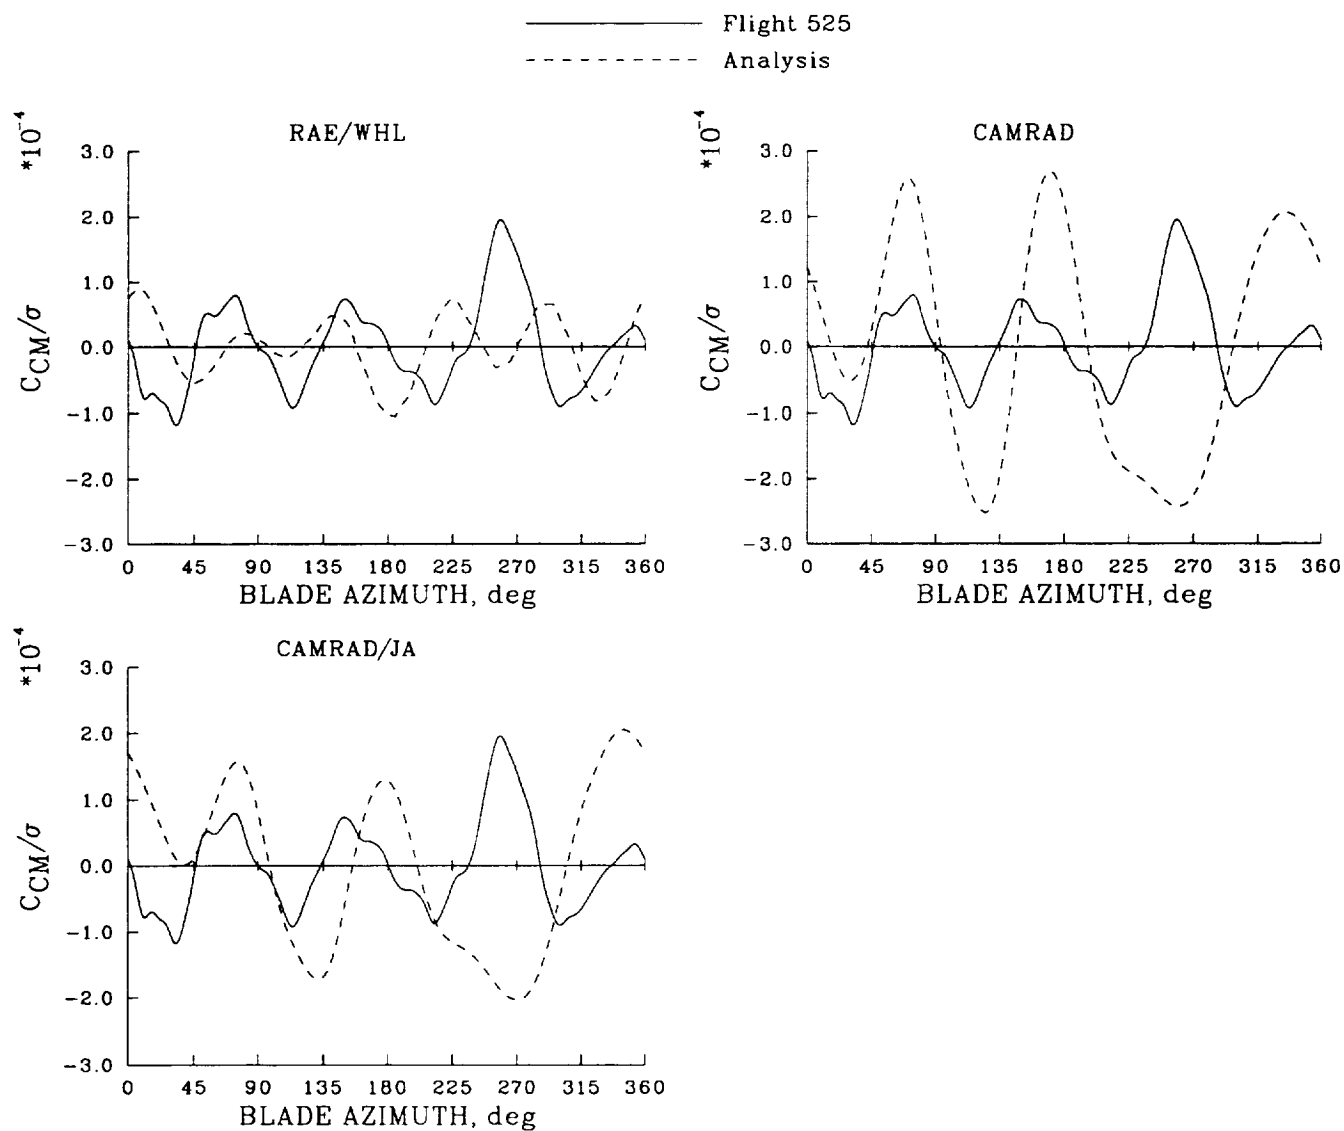 Flight 525
Analysis
RAE/WHL
*10⁻⁴
3.0
2.0
1.0
0.0
−1.0
−2.0
−3.0
C_CM/σ
0 45 90 135 180 225 270 315 360
BLADE AZIMUTH, deg
CAMRAD
*10⁻⁴
3.0
2.0
1.0
0.0
−1.0
−2.0
−3.0
C_CM/σ
0 45 90 135 180 225 270 315 360
BLADE AZIMUTH, deg
CAMRAD/JA
*10⁻⁴
3.0
2.0
1.0
0.0
−1.0
−2.0
−3.0
C_CM/σ
0 45 90 135 180 225 270 315 360
BLADE AZIMUTH, deg